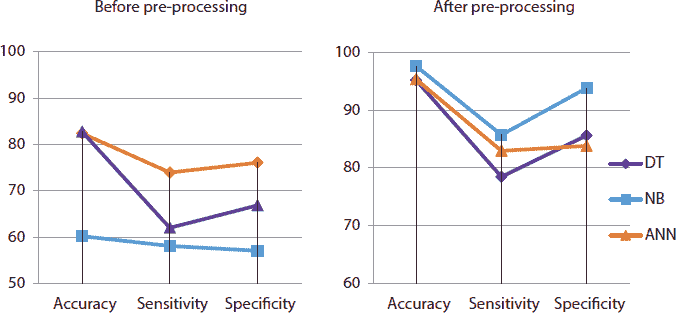 Before pre-processing
100
90
80
70
60
50
Accuracy Sensitivity Specificity
After pre-processing
100
90
80
70
60
Accuracy Sensitivity Specificity
DT
NB
ANN